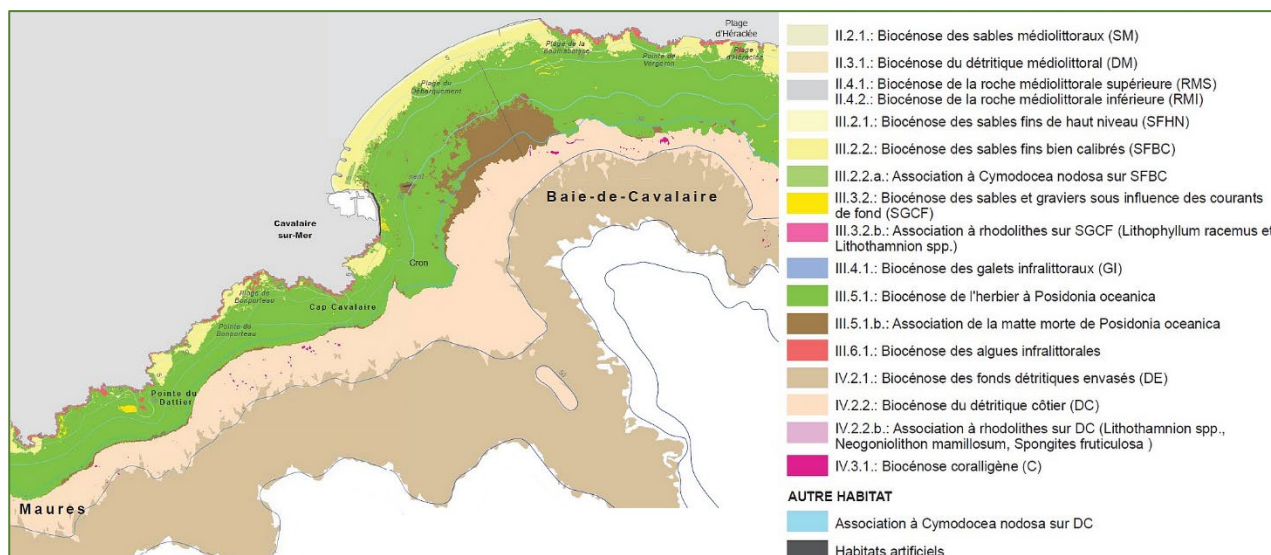 Plage
d'Héraclée
Plage de la
Bouillabaisse
Pointe de
Vergeron
Plage
d'Héraclée
Plage du
Débarquement
Baie-de-Cavalaire
Cavalaire
sur-Mer
Cron
100
Plage de
Bonporteau
Cap Cavalaire
Pointe de
Bonporteau
50
Pointe du
Dattier
Maures
II.2.1.: Biocénose des sables médiolittoraux (SM)
II.3.1.: Biocénose du détritique médiolittoral (DM)
II.4.1.: Biocénose de la roche médiolittorale supérieure (RMS)
II.4.2.: Biocénose de la roche médiolittorale inférieure (RMI)
III.2.1.: Biocénose des sables fins de haut niveau (SFHN)
III.2.2.: Biocénose des sables fins bien calibrés (SFBC)
III.2.2.a.: Association à Cymodocea nodosa sur SFBC
III.3.2.: Biocénose des sables et graviers sous influence des courants
de fond (SGCF)
III.3.2.b.: Association à rhodolithes sur SGCF (Lithophyllum racemus et
Lithothamnion spp.)
III.4.1.: Biocénose des galets infralittoraux (GI)
III.5.1.: Biocénose de l'herbier à Posidonia oceanica
III.5.1.b.: Association de la matte morte de Posidonia oceanica
III.6.1.: Biocénose des algues infralittorales
IV.2.1.: Biocénose des fonds détritiques envasés (DE)
IV.2.2.: Biocénose du détritique côtier (DC)
IV.2.2.b.: Association à rhodolithes sur DC (Lithothamnion spp.,
Neogoniolithon mamillosum, Spongites fruticulosa )
IV.3.1.: Biocénose coralligène (C)
AUTRE HABITAT
Association à Cymodocea nodosa sur DC
Habitats artificiels